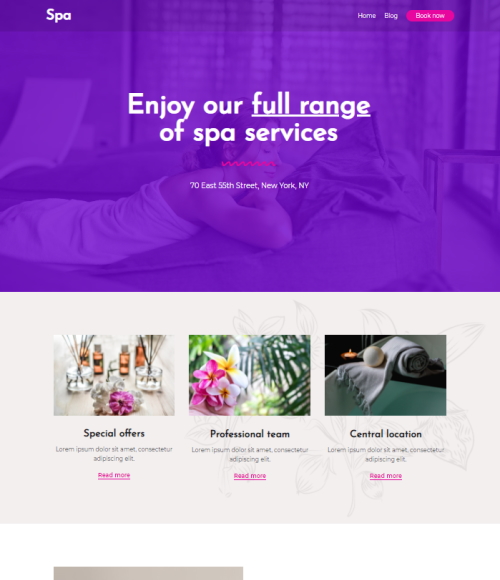 Spa
Home Blog Book now
Enjoy our full range
of spa services
70 East 55th Street, New York, NY
Special offers
Lorem ipsum dolor sit amet, consectetur
adipiscing elit.
Read more
Professional team
Lorem ipsum dolor sit amet, consectetur
adipiscing elit.
Read more
Central location
Lorem ipsum dolor sit amet, consectetur
adipiscing elit.
Read more